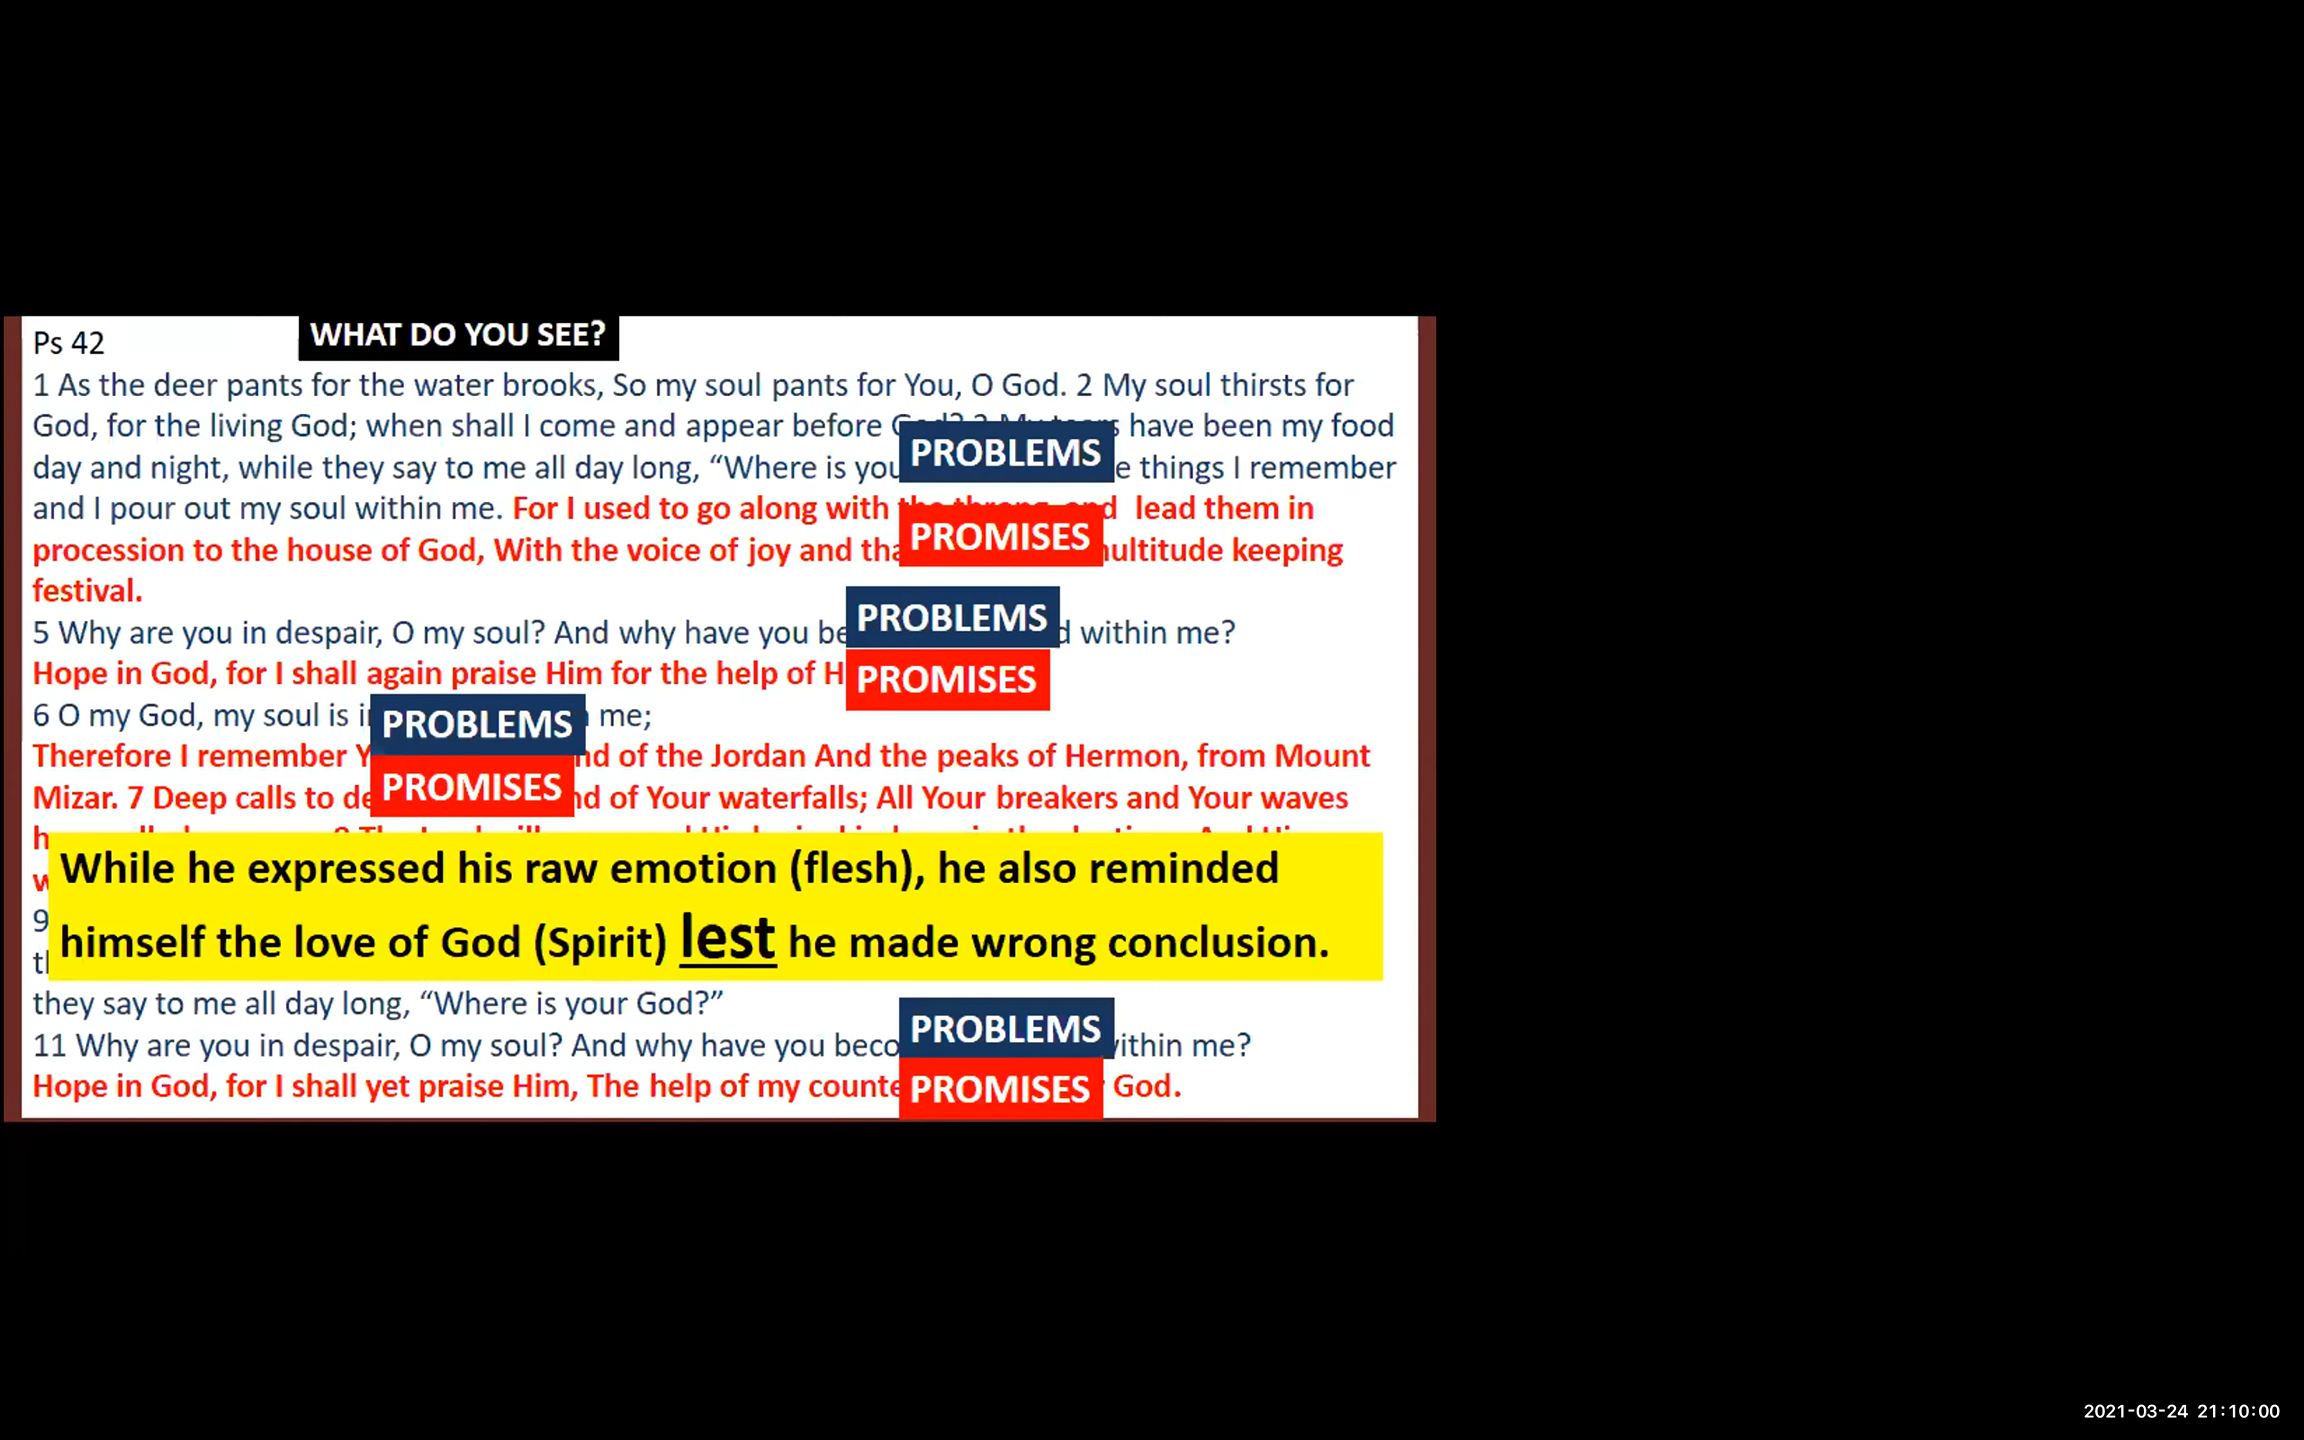 WHAT DO YOU SEE?
Ps 42
1 As the deer pants for the water brooks, So my soul pants for You, O God. 2 My soul thirsts for
God, for the living God; when shall I come and appear before have been my food
PROBLEMS
day and night, while they say to me all day long, “Where is things I remember
and I pour out my soul within me. For I used to go along with lead them in
PROMISES
procession to the house of God, With the voice of joy and keeping
festival.
PROBLEMS
5 Why are you in despair, O my soul? And why have you within me?
Hope in God, for I shall again praise Him for the help of
PROMISES
6 O my God, my soul is me;
PROBLEMS
Therefore I remember of the Jordan And the peaks of Hermon, from Mount
PROMISES
Mizar. 7 Deep calls to of Your waterfalls; All Your breakers and Your waves
While he expressed his raw emotion (flesh), he also reminded
himself the love of God (Spirit) lest he made wrong conclusion.
9
they say to me all day long, “Where is your God?”
PROBLEMS
11 Why are you in despair, O my soul? And why have you me?
Hope in God, for I shall yet praise Him, The help of my God.
PROMISES
2021-03-24 21:10:00